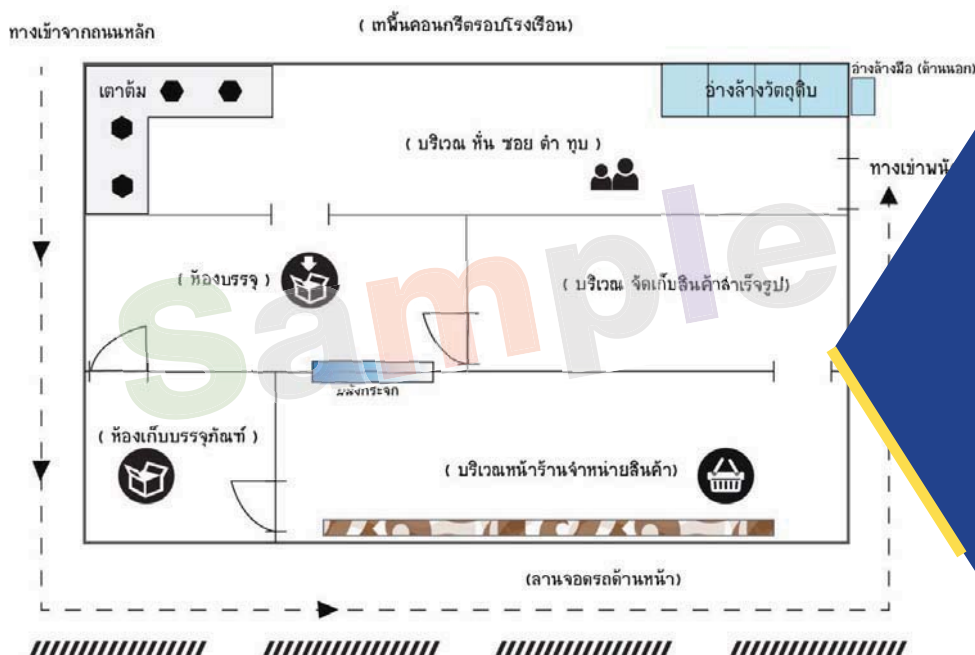 ( เทพื้นคอนกรีตรอบโรงเรือน)
ทางเข้าจากถนนหลัก
เตาต้ม
อ่างล้างวัตถุดิบ
อ่างล้างมือ (ด้านนอก)
( บริเวณ หั่น ซอย ตำ ทุบ )
ทางเข้าพนั
( ห้องบรรจุ )
( บริเวณ จัดเก็บสินค้าสำเร็จรูป)
Sample
( ห้องเก็บบรรจุภัณฑ์ )
( บริเวณหน้าร้านจำหน่ายสินค้า)
(ลานจอดรถด้านหน้า)